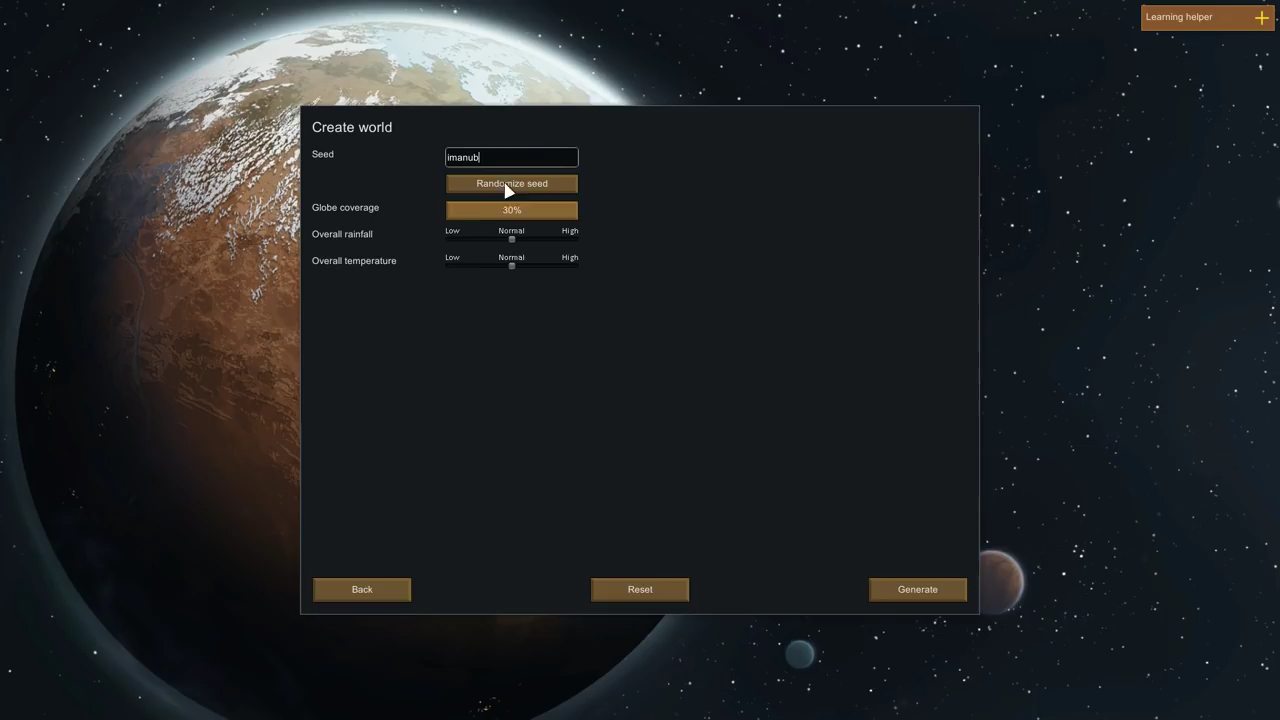 Learning helper
Create world
Seed
imanub
Randomize seed
Globe coverage
30%
Overall rainfall
Low Normal High
Overall temperature
Low Normal High
Back
Reset
Generate